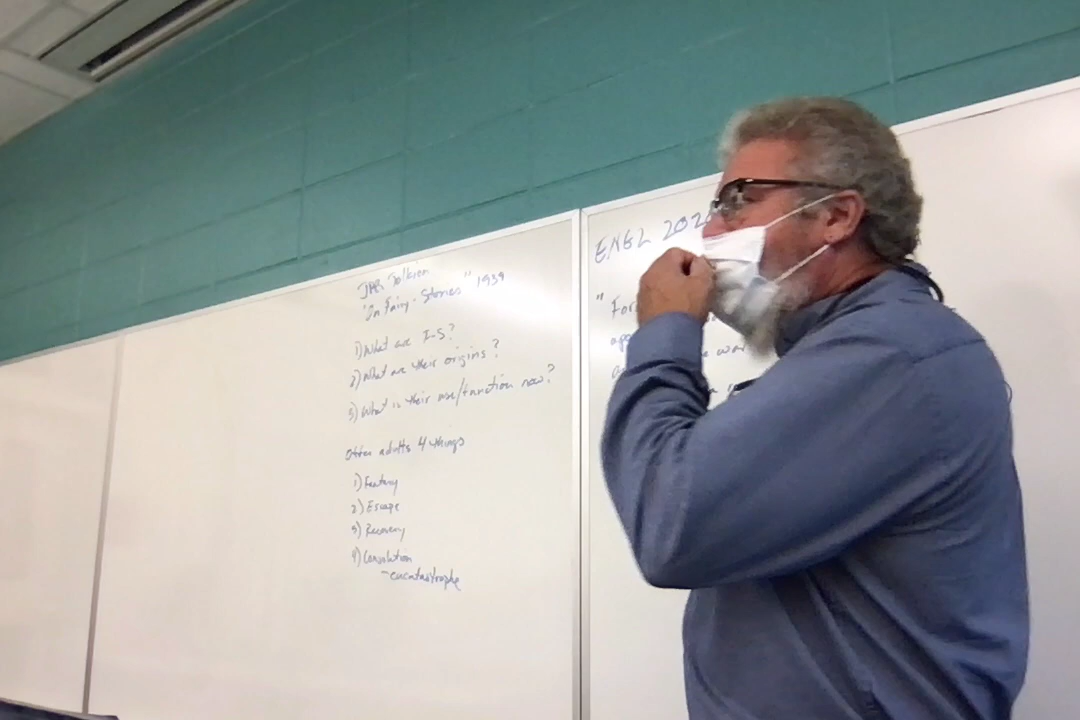 JRR Tolkien
"On Fairy-Stories" 1939
1) What are F-S?
2) What are their origins?
3) What is their use/function now?
Offer adults 4 things
1) Fantasy
2) Escape
3) Recovery
4) Consolation
- eucatastrophe
ENGL 202
"For